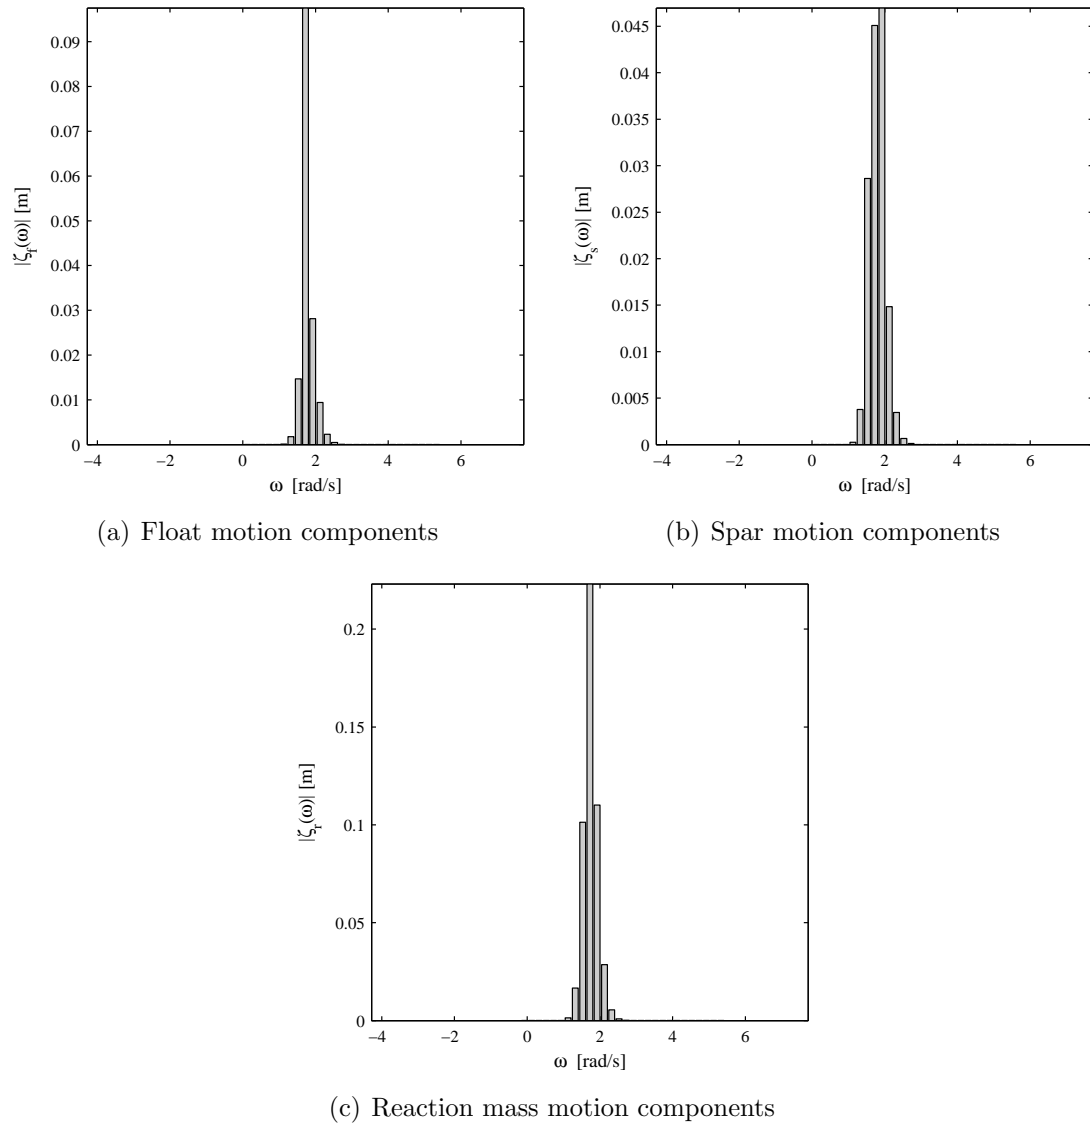 0.09
0.08
0.07
0.06
0.05
0.04
0.03
0.02
0.01
0
|ζf(ω)| [m]
−4 −2 0 2 4 6
ω [rad/s]
(a) Float motion components
0.045
0.04
0.035
0.03
0.025
0.02
0.015
0.01
0.005
0
|ζs(ω)| [m]
−4 −2 0 2 4 6
ω [rad/s]
(b) Spar motion components
0.2
0.15
0.1
0.05
0
|ζr(ω)| [m]
−4 −2 0 2 4 6
ω [rad/s]
(c) Reaction mass motion components